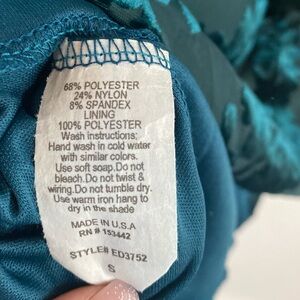 68% POLYESTER
24% NYLON
8% SPANDEX
LINING
100% POLYESTER
Wash instructions:
Hand wash in cold water
with similar colors.
Use soft soap.Do not
bleach.Do not twist &
wiring.Do not tumble dry.
Use warm iron hang to
dry in the shade
MADE IN U.S.A
RN # 153442
STYLE# ED3752
S